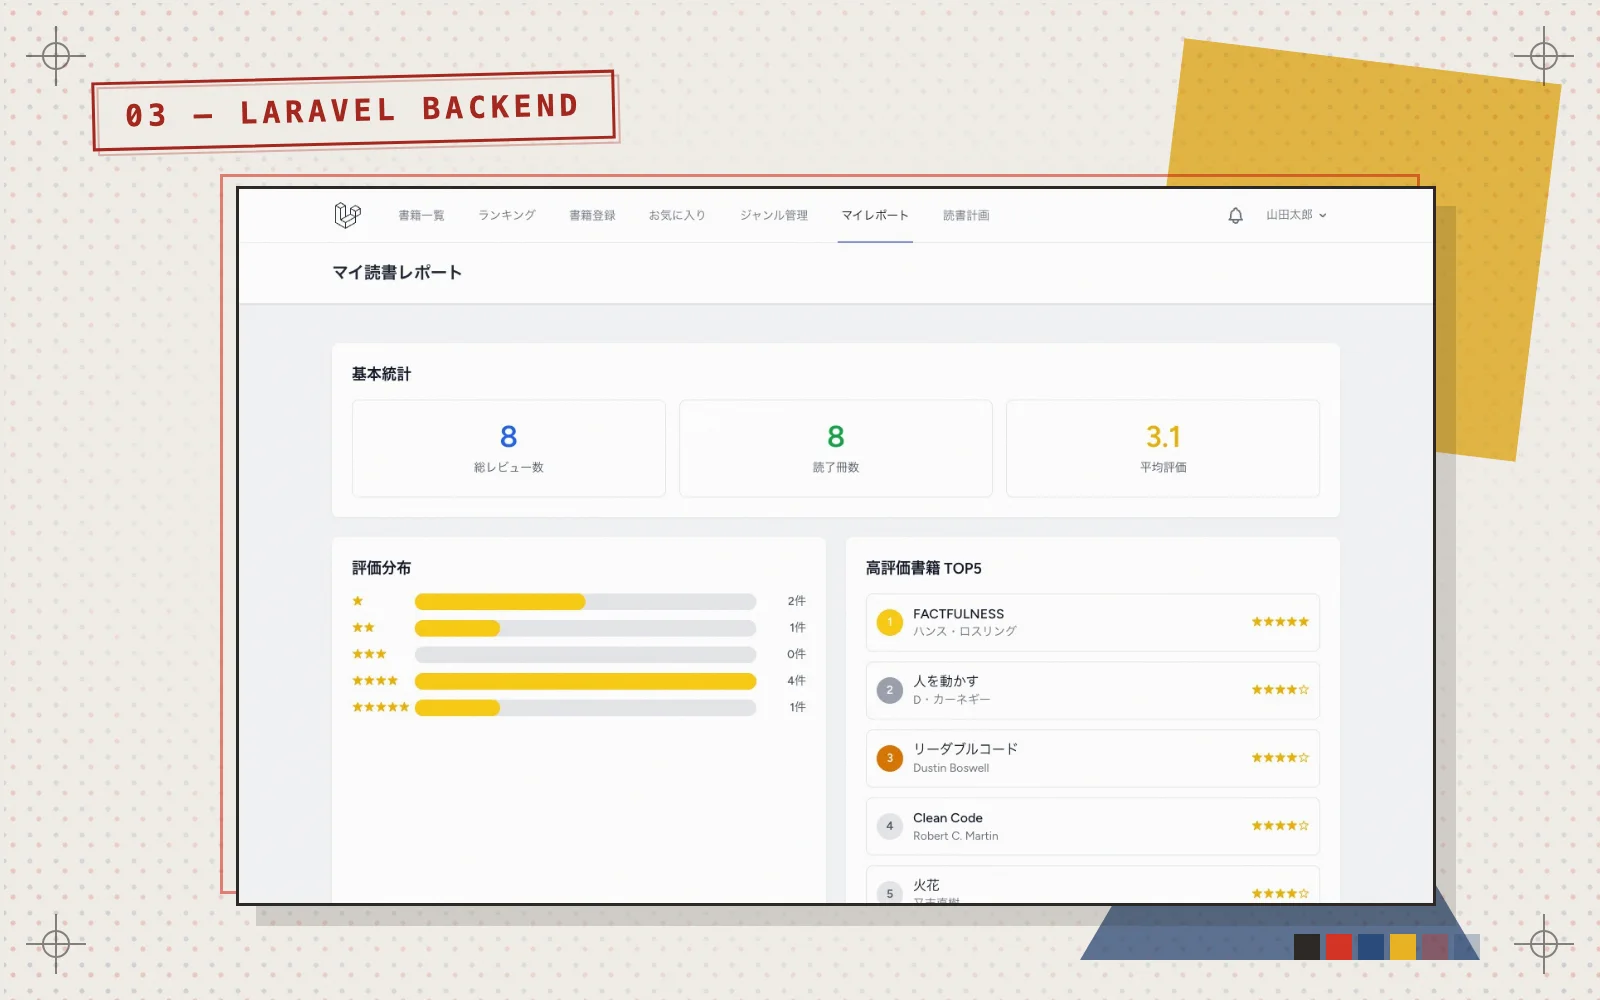 03 — LARAVEL BACKEND
書籍一覧 ランキング 書籍登録 お気に入り ジャンル管理 マイレポート 読書計画 山田太郎
マイ読書レポート
基本統計
8
総レビュー数
8
読了冊数
3.1
平均評価
評価分布
★ 2件
★★ 1件
★★★ 0件
★★★★ 4件
★★★★★ 1件
高評価書籍 TOP5
1 FACTFULNESS ★★★★★
ハンス・ロスリング
2 人を動かす ★★★★☆
D・カーネギー
3 リーダブルコード ★★★★☆
Dustin Boswell
4 Clean Code ★★★★☆
Robert C. Martin
5 火花 ★★★★☆